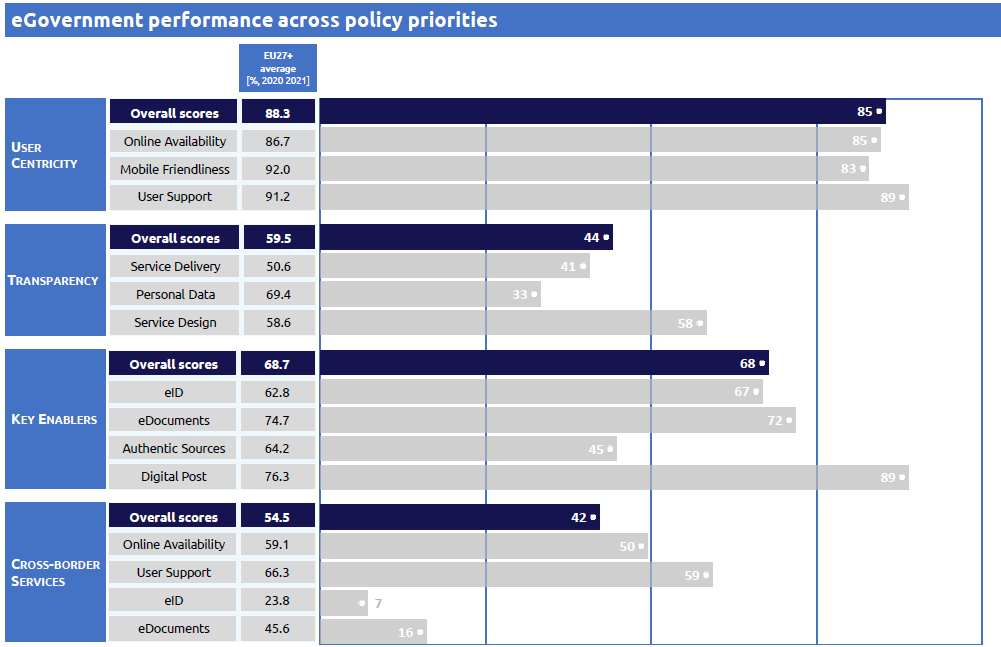 eGovernment performance across policy priorities
EU27+
average
[%, 2020 2021]
USER
CENTRICITY
Overall scores 88.3 85
Online Availability 86.7 85
Mobile Friendliness 92.0 83
User Support 91.2 89
TRANSPARENCY
Overall scores 59.5 44
Service Delivery 50.6 41
Personal Data 69.4 33
Service Design 58.6 58
KEY ENABLERS
Overall scores 68.7 68
eID 62.8 67
eDocuments 74.7 72
Authentic Sources 64.2 45
Digital Post 76.3 89
CROSS-BORDER
SERVICES
Overall scores 54.5 42
Online Availability 59.1 50
User Support 66.3 59
eID 23.8 7
eDocuments 45.6 16